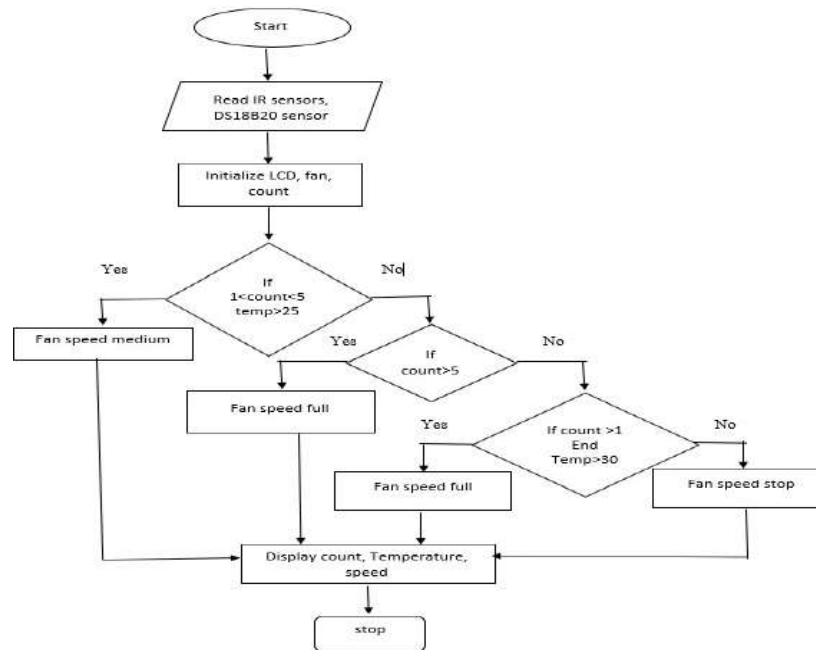 Start
Read IR sensors,
DS18B20 sensor
Initialize LCD, fan,
count
Yes
No
If
1<count<5
temp>25
Fan speed medium
Yes
If
count>5
No
Fan speed full
Yes
If count >1
End
Temp>30
No
Fan speed full
Fan speed stop
Display count, Temperature,
speed
stop